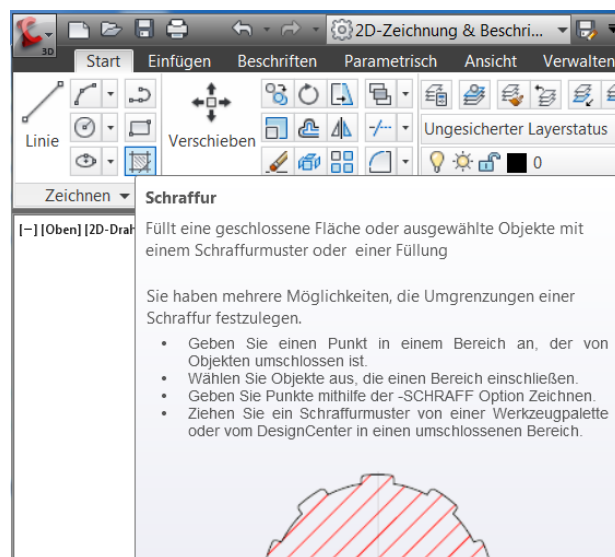 3D
2D-Zeichnung & Beschri...
Start Einfügen Beschriften Parametrisch Ansicht Verwalten
Linie
Verschieben
Ungesicherter Layerstatus
0
Zeichnen
[−] [Oben] [2D-Drah
Schraffur
Füllt eine geschlossene Fläche oder ausgewählte Objekte mit
einem Schraffurmuster oder einer Füllung
Sie haben mehrere Möglichkeiten, die Umgrenzungen einer
Schraffur festzulegen.
• Geben Sie einen Punkt in einem Bereich an, der von
Objekten umschlossen ist.
• Wählen Sie Objekte aus, die einen Bereich einschließen.
• Geben Sie Punkte mithilfe der -SCHRAFF Option Zeichnen.
• Ziehen Sie ein Schraffurmuster von einer Werkzeugpalette
oder vom DesignCenter in einen umschlossenen Bereich.